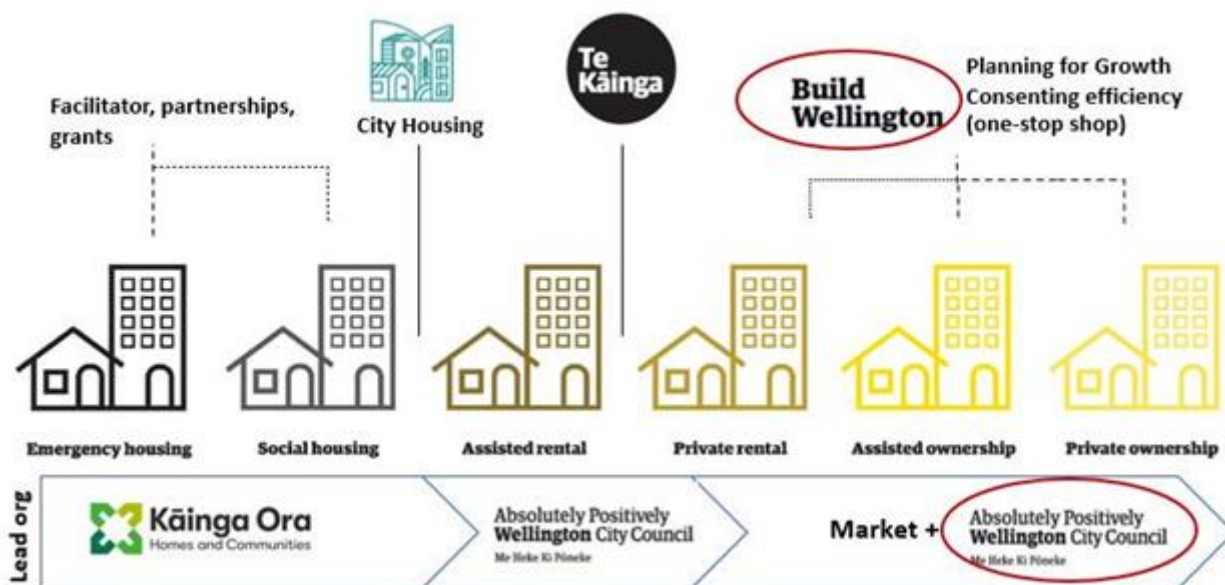 Facilitator, partnerships,
grants
City Housing
Te
Kāinga
Build
Wellington
Planning for Growth
Consenting efficiency
(one-stop shop)
Emergency housing
Social housing
Assisted rental
Private rental
Assisted ownership
Private ownership
Lead org
Kāinga Ora
Homes and Communities
Absolutely Positively
Wellington City Council
Me Heke Ki Pōneke
Market +
Absolutely Positively
Wellington City Council
Me Heke Ki Pōneke